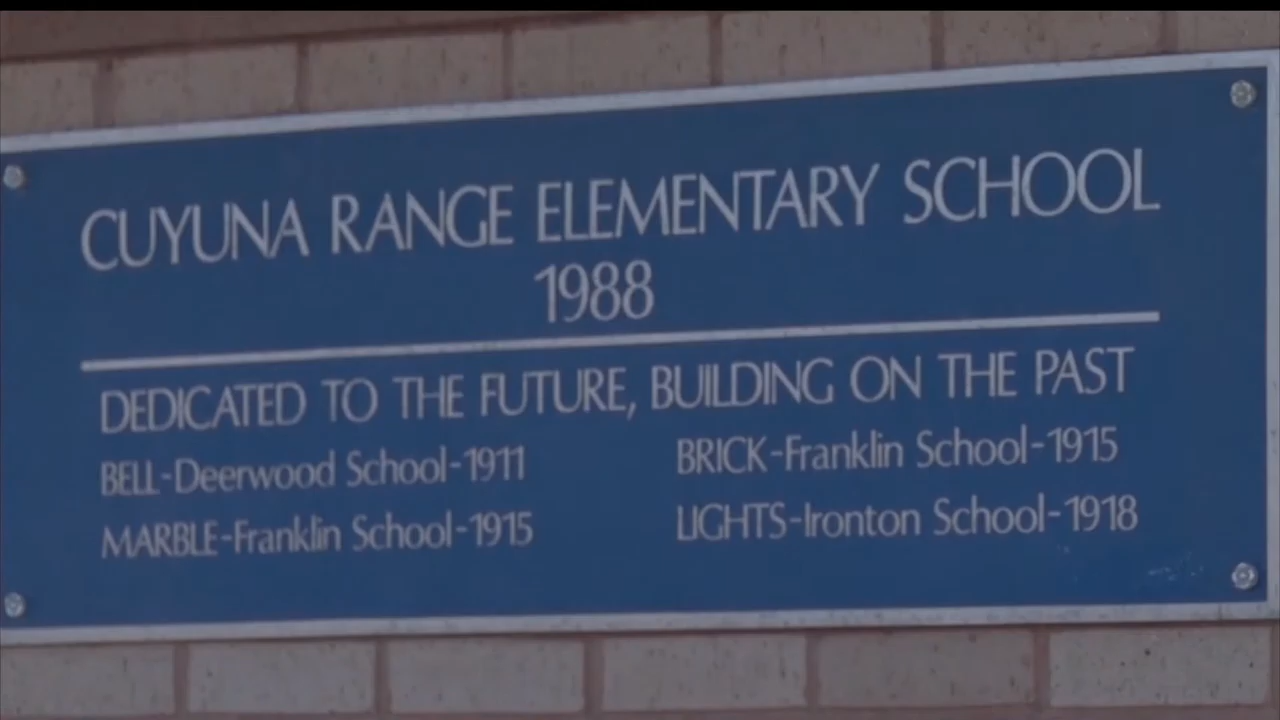 CUYUNA RANGE ELEMENTARY SCHOOL
1988
DEDICATED TO THE FUTURE, BUILDING ON THE PAST
BELL-Deerwood School-1911 BRICK-Franklin School-1915
MARBLE-Franklin School-1915 LIGHTS-Ironton School-1918